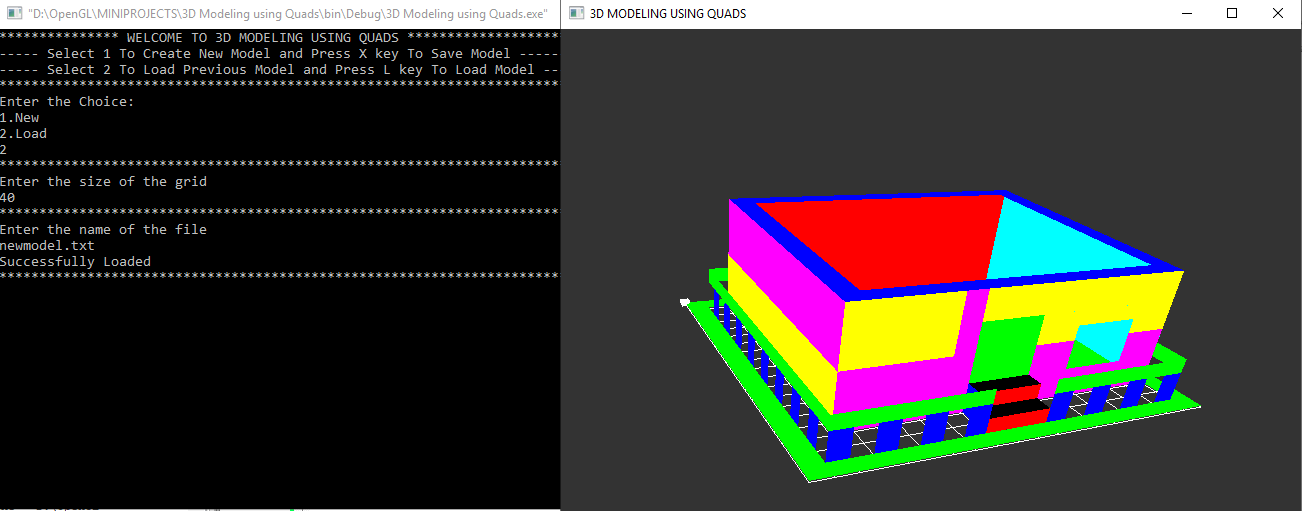 "D:\OpenGL\MINIPROJECTS\3D Modeling using Quads\bin\Debug\3D Modeling using Quads.exe"
3D MODELING USING QUADS
*************** WELCOME TO 3D MODELING USING QUADS ********************
----- Select 1 To Create New Model and Press X key To Save Model -----
----- Select 2 To Load Previous Model and Press L key To Load Model --
************************************************************************
Enter the Choice:
1.New
2.Load
2
************************************************************************
Enter the size of the grid
40
************************************************************************
Enter the name of the file
newmodel.txt
Successfully Loaded
************************************************************************